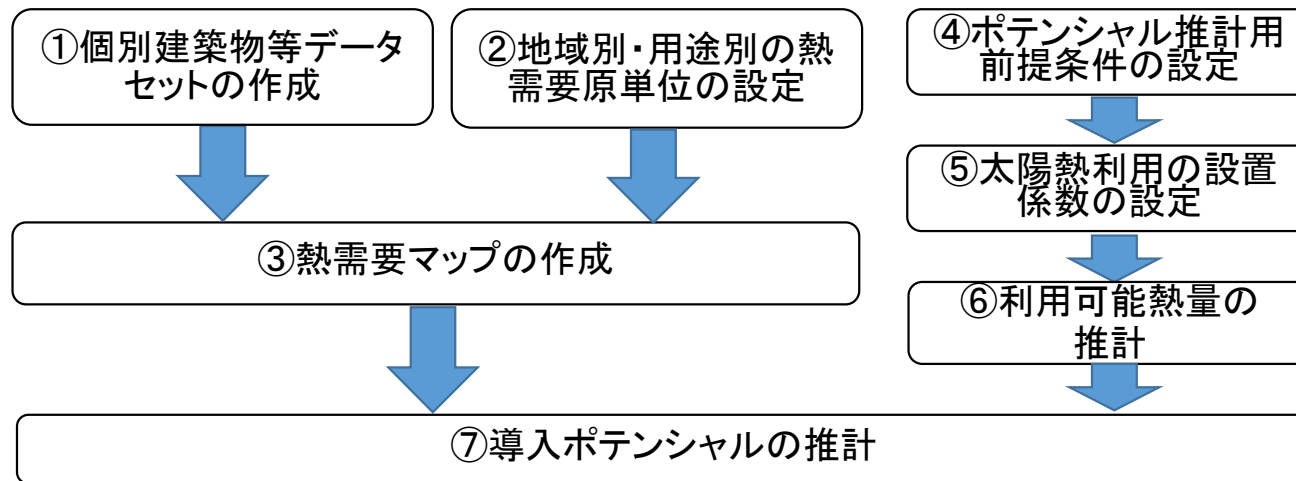 ①個別建築物等データ
セットの作成
②地域別・用途別の熱
需要原単位の設定
③熱需要マップの作成
④ポテンシャル推計用
前提条件の設定
⑤太陽熱利用の設置
係数の設定
⑥利用可能熱量の
推計
⑦導入ポテンシャルの推計